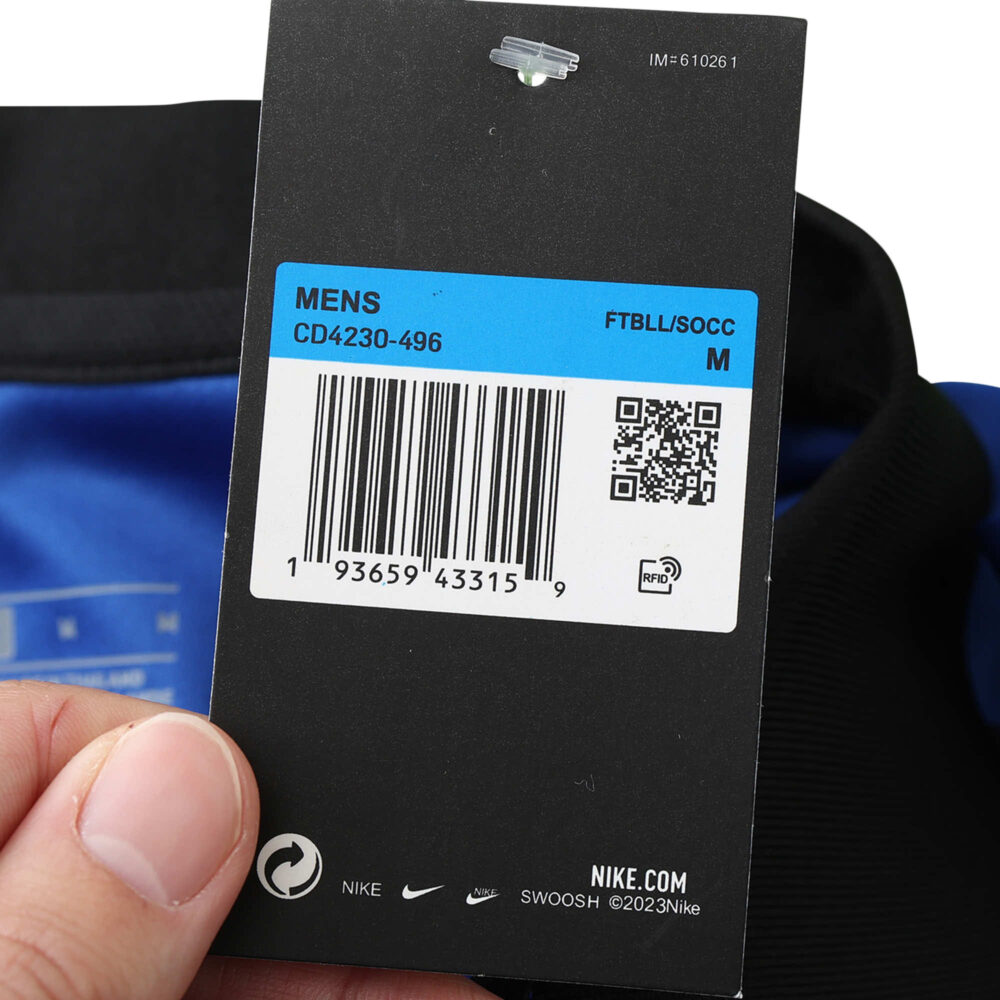 IM#610261
MENS
CD4230-496
FTBLL/SOCC
M
1 93659 43315 9
RFID
NIKE.COM
NIKE NIKE SWOOSH ©2023Nike